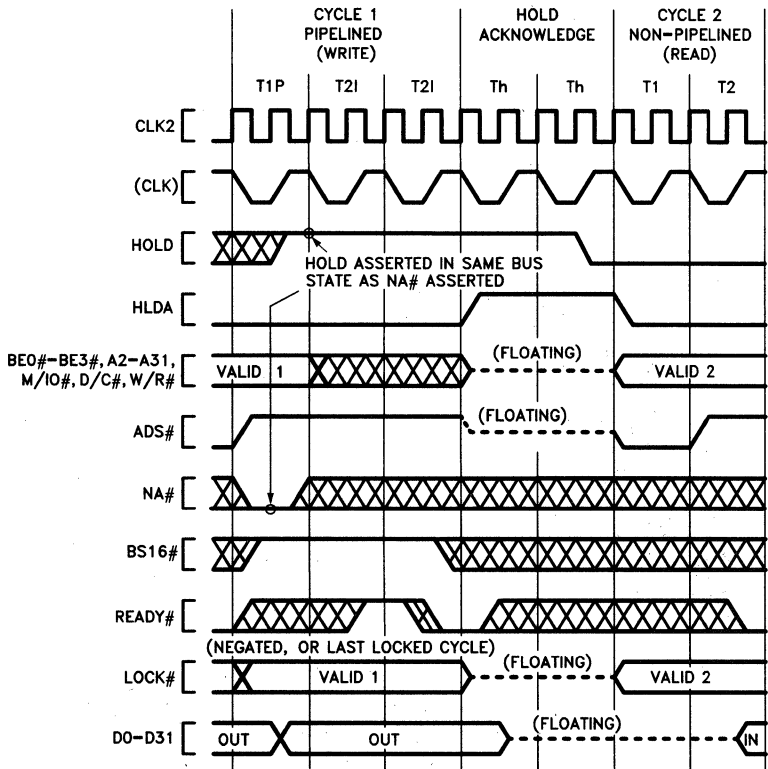 CYCLE 1
PIPELINED
(WRITE)
HOLD
ACKNOWLEDGE
CYCLE 2
NON-PIPELINED
(READ)
T1P T2I T2I Th Th T1 T2
CLK2
(CLK)
HOLD
HOLD ASSERTED IN SAME BUS
STATE AS NA# ASSERTED
HLDA
BE0#-BE3#, A2-A31,
M/IO#, D/C#, W/R#
VALID 1
(FLOATING)
VALID 2
ADS#
(FLOATING)
NA#
BS16#
READY#
(NEGATED, OR LAST LOCKED CYCLE)
LOCK#
VALID 1
(FLOATING)
VALID 2
D0-D31
OUT
OUT
(FLOATING)
IN